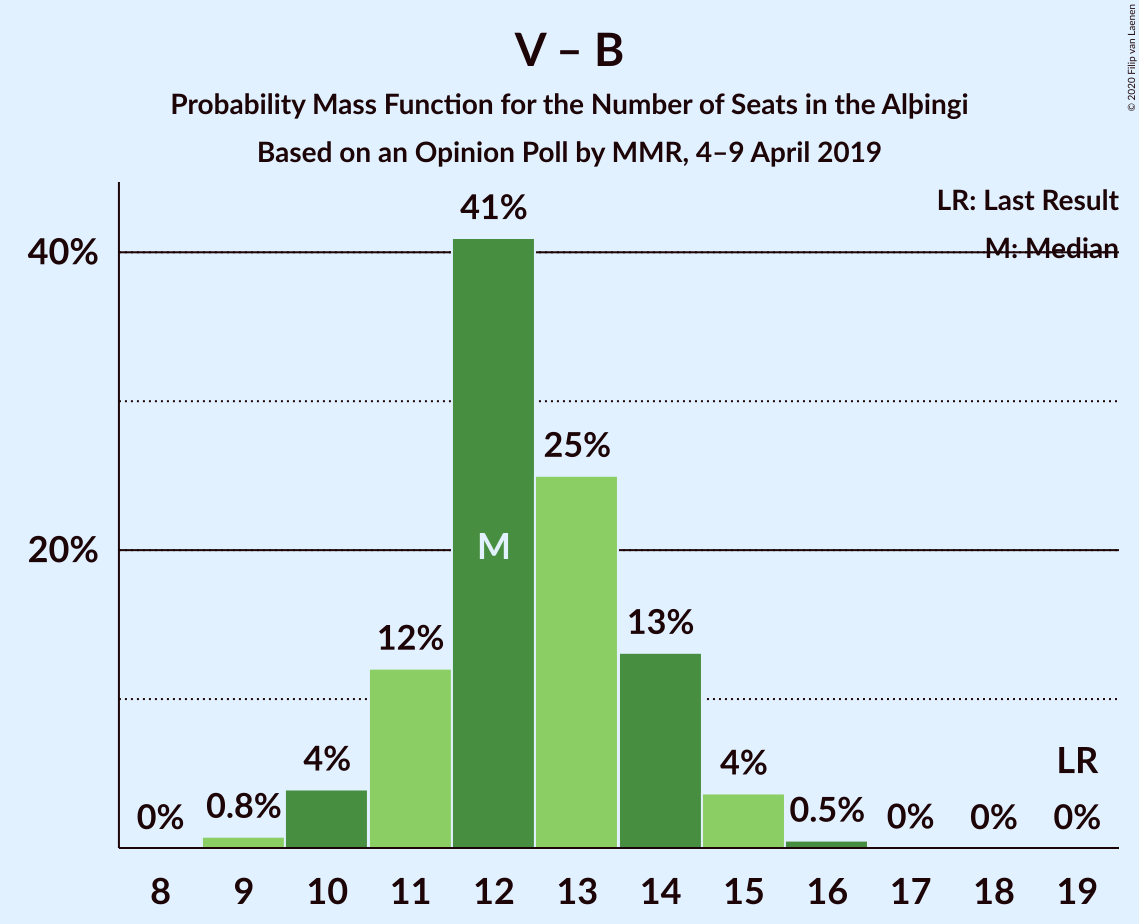 V – B
Probability Mass Function for the Number of Seats in the Alþingi
Based on an Opinion Poll by MMR, 4–9 April 2019
© 2020 Filip van Laenen
LR: Last Result
M: Median
40%
20%
0%
0.8%
4%
12%
41%
M
25%
13%
4%
0.5%
0%
0%
LR
0%
8 9 10 11 12 13 14 15 16 17 18 19